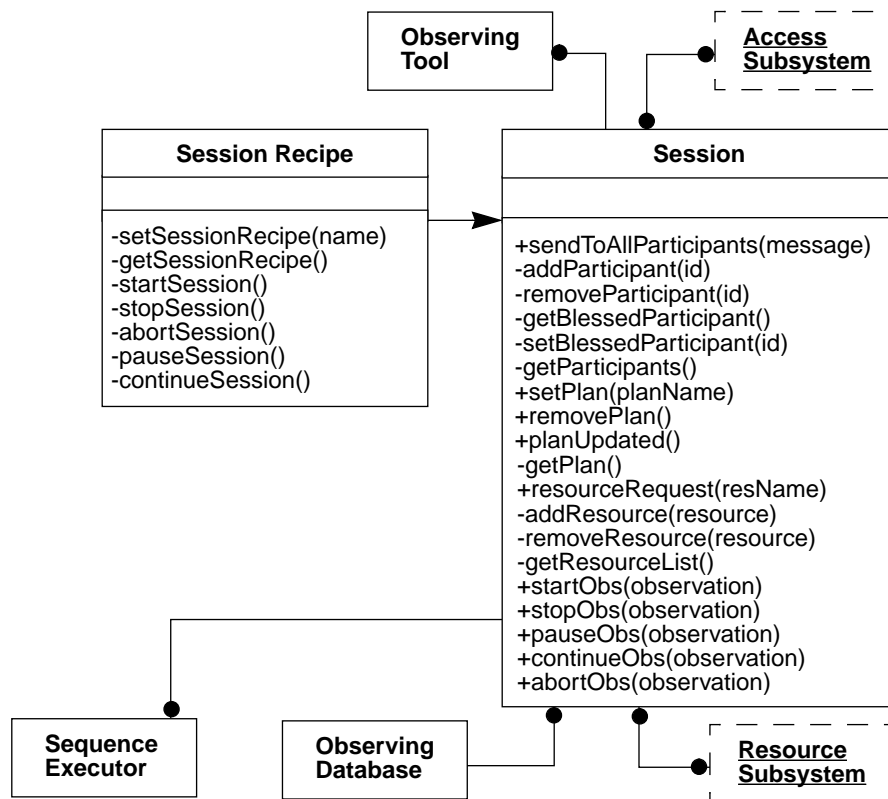 Observing
Tool
Access
Subsystem
Session Recipe
-setSessionRecipe(name)
-getSessionRecipe()
-startSession()
-stopSession()
-abortSession()
-pauseSession()
-continueSession()
Session
+sendToAllParticipants(message)
-addParticipant(id)
-removeParticipant(id)
-getBlessedParticipant()
-setBlessedParticipant(id)
-getParticipants()
+setPlan(planName)
+removePlan()
+planUpdated()
-getPlan()
+resourceRequest(resName)
-addResource(resource)
-removeResource(resource)
-getResourceList()
+startObs(observation)
+stopObs(observation)
+pauseObs(observation)
+continueObs(observation)
+abortObs(observation)
Sequence
Executor
Observing
Database
Resource
Subsystem